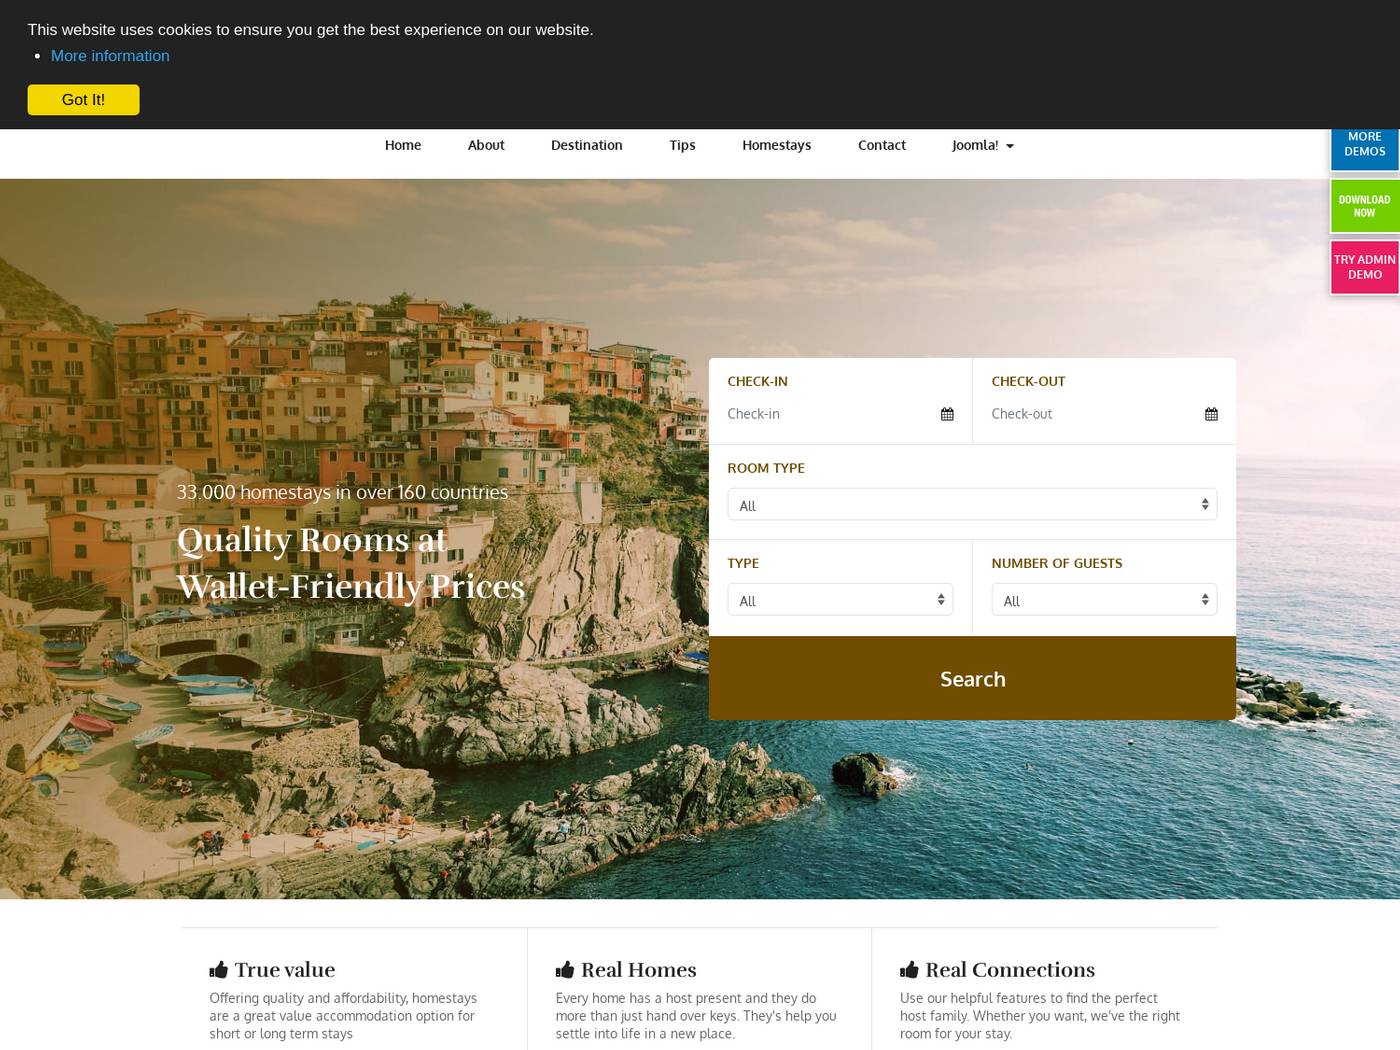 This website uses cookies to ensure you get the best experience on our website.
More information
Got It!
Home About Destination Tips Homestays Contact Joomla!
MORE
DEMOS
DOWNLOAD
NOW
TRY ADMIN
DEMO
33.000 homestays in over 160 countries
Quality Rooms at
Wallet-Friendly Prices
CHECK-IN CHECK-OUT
Check-in Check-out
ROOM TYPE
All
TYPE NUMBER OF GUESTS
All All
Search
True value
Offering quality and affordability, homestays
are a great value accommodation option for
short or long term stays
Real Homes
Every home has a host present and they do
more than just hand over keys. They's help you
settle into life in a new place.
Real Connections
Use our helpful features to find the perfect
host family. Whether you want, we've the right
room for your stay.